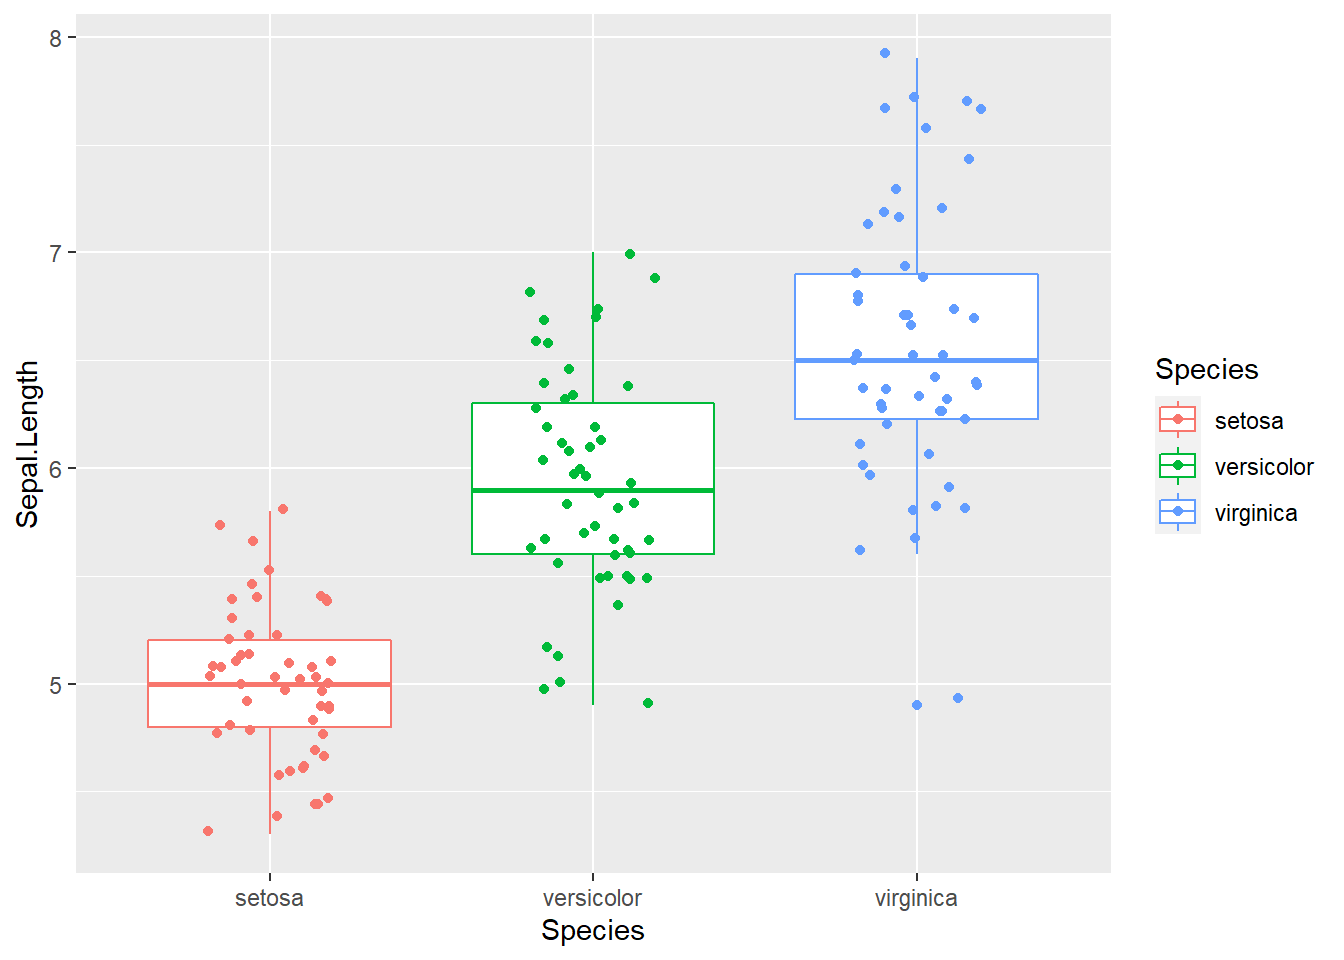 8
7
6
5
Sepal.Length
setosa
versicolor
virginica
Species
Species
setosa
versicolor
virginica